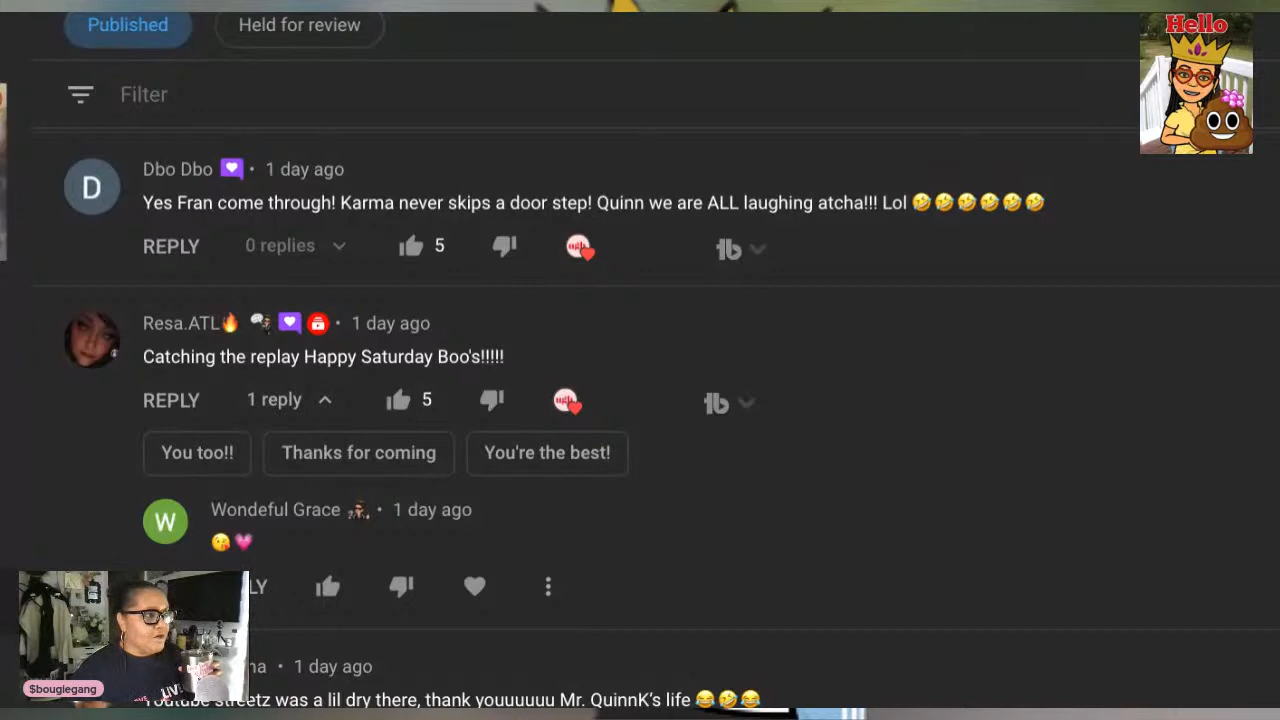 Published Held for review
Hello
Filter
Dbo Dbo • 1 day ago
D
Yes Fran come through! Karma never skips a door step! Quinn we are ALL laughing atcha!!! Lol 🤣🤣🤣🤣🤣🤣
REPLY 0 replies 5
Resa.ATL🔥 • 1 day ago
Catching the replay Happy Saturday Boo's!!!!!
REPLY 1 reply 5
You too!! Thanks for coming You're the best!
Wondeful Grace • 1 day ago
W
😘💗
LY
na • 1 day ago
$bougiegang
Youtube streetz was a lil dry there, thank youuuuuu Mr. QuinnK's life 😂🤣😂